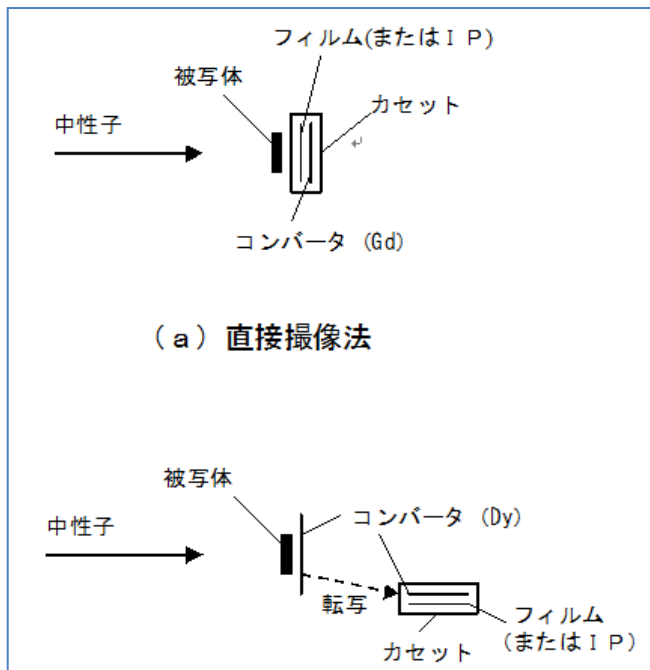 フィルム(またはＩＰ)
被写体
カセット
中性子
コンバータ (Gd)
(a) 直接撮像法
被写体
コンバータ (Dy)
中性子
転写
フィルム
(またはＩＰ)
カセット